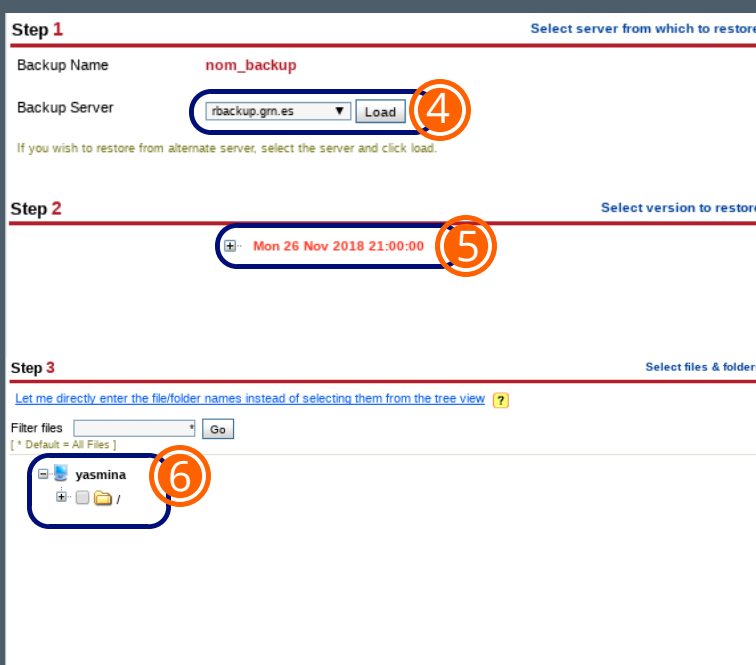 Step 1 Select server from which to restore
Backup Name nom_backup
Backup Server rbackup.grn.es ▼ Load 4
If you wish to restore from alternate server, select the server and click load.
Step 2 Select version to restore
Mon 26 Nov 2018 21:00:00 5
Step 3 Select files & folder
Let me directly enter the file/folder names instead of selecting them from the tree view ?
Filter files * Go
[ * Default = All Files ]
yasmina 6
/